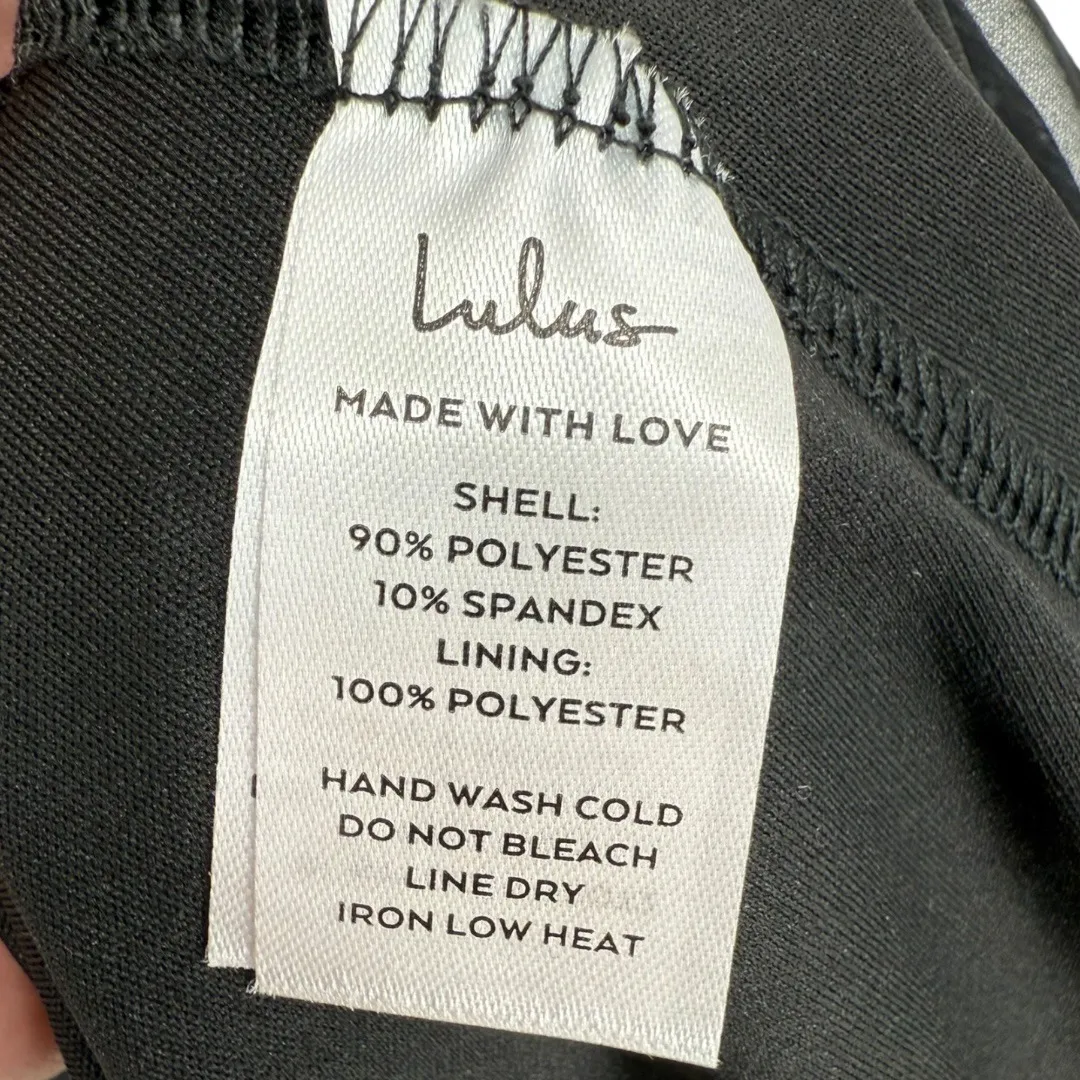 Lulus
MADE WITH LOVE
SHELL:
90% POLYESTER
10% SPANDEX
LINING:
100% POLYESTER
HAND WASH COLD
DO NOT BLEACH
LINE DRY
IRON LOW HEAT